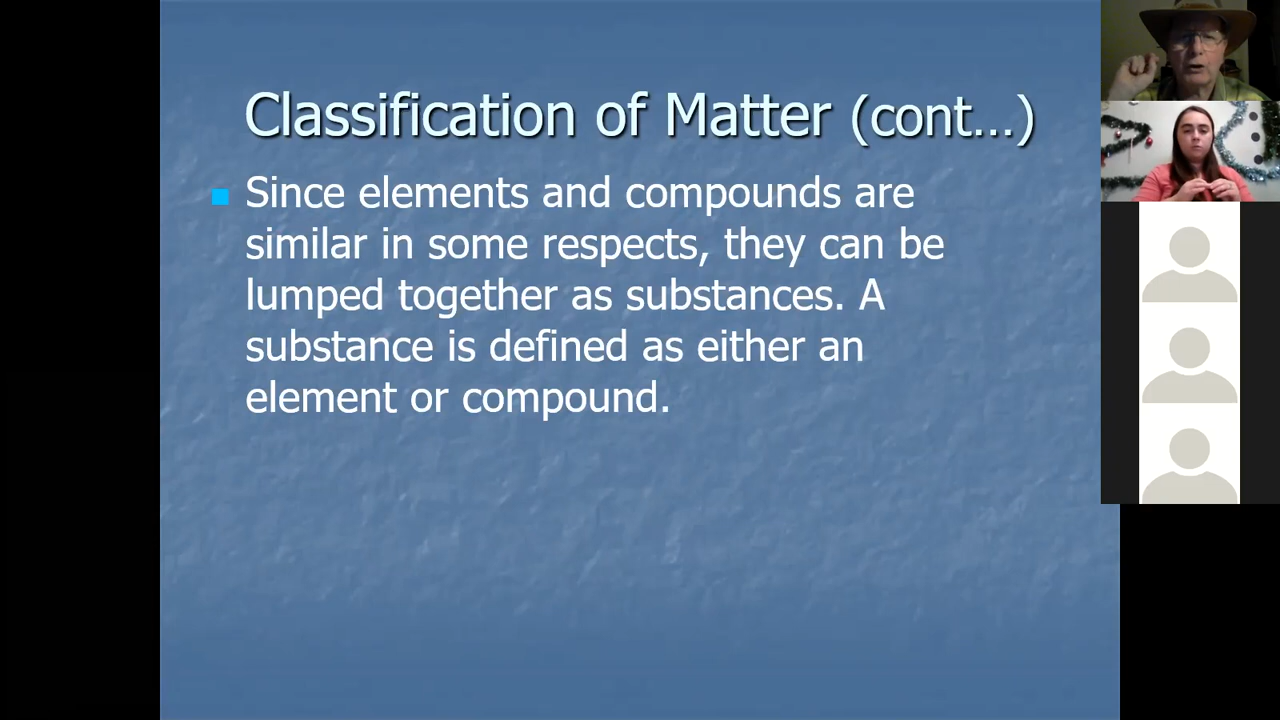 Classification of Matter (cont…)
Since elements and compounds are
similar in some respects, they can be
lumped together as substances. A
substance is defined as either an
element or compound.